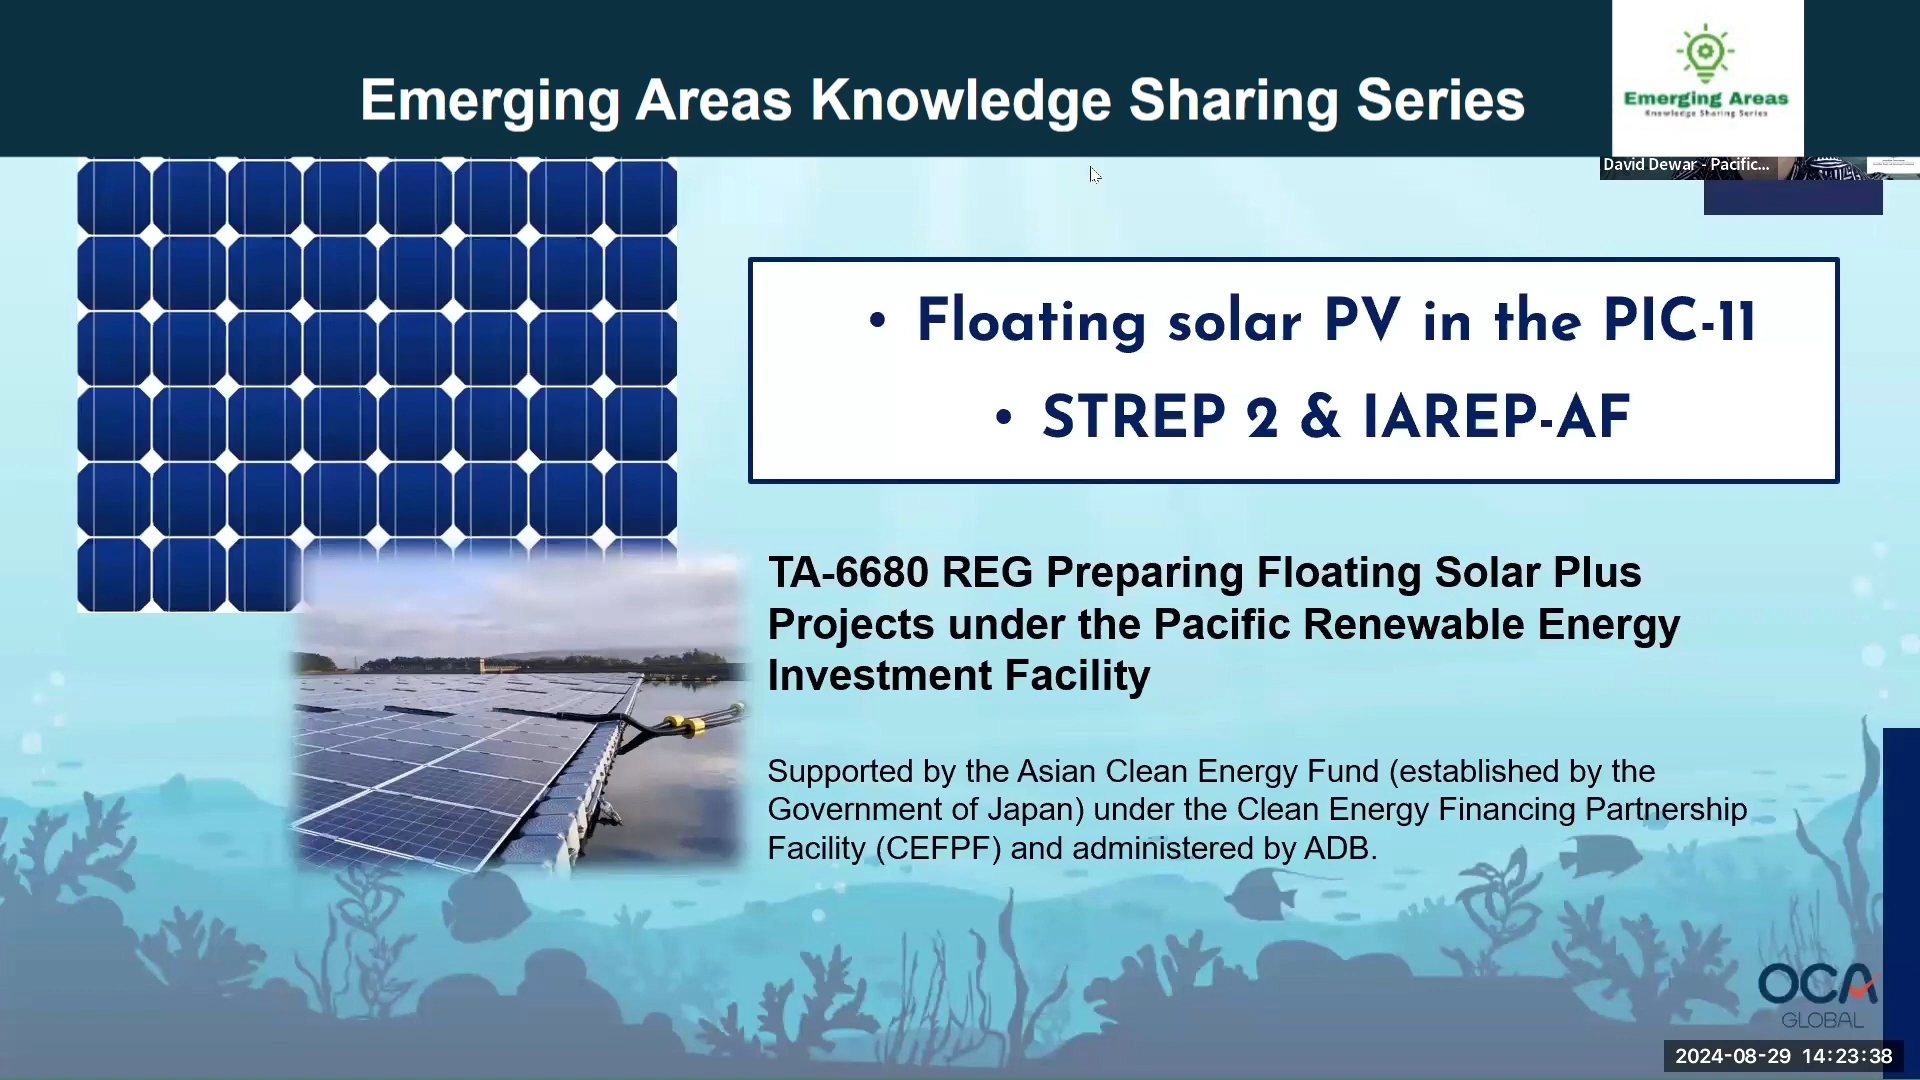 Emerging Areas Knowledge Sharing Series
Emerging Areas
Knowledge Sharing Series
David Dewar - Pacific...
• Floating solar PV in the PIC-11
• STREP 2 & IAREP-AF
TA-6680 REG Preparing Floating Solar Plus
Projects under the Pacific Renewable Energy
Investment Facility
Supported by the Asian Clean Energy Fund (established by the
Government of Japan) under the Clean Energy Financing Partnership
Facility (CEFPF) and administered by ADB.
OCA
GLOBAL
2024-08-29 14:23:38